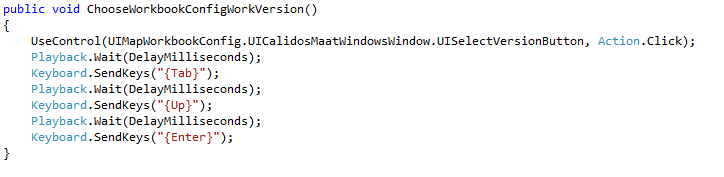 public void ChooseWorkbookConfigWorkVersion()
{
    UseControl(UIMapWorkbookConfig.UICalidosMaatWindowsWindow.UISelectVersionButton, Action.Click);
    Playback.Wait(DelayMilliseconds);
    Keyboard.SendKeys("{Tab}");
    Playback.Wait(DelayMilliseconds);
    Keyboard.SendKeys("{Up}");
    Playback.Wait(DelayMilliseconds);
    Keyboard.SendKeys("{Enter}");
}